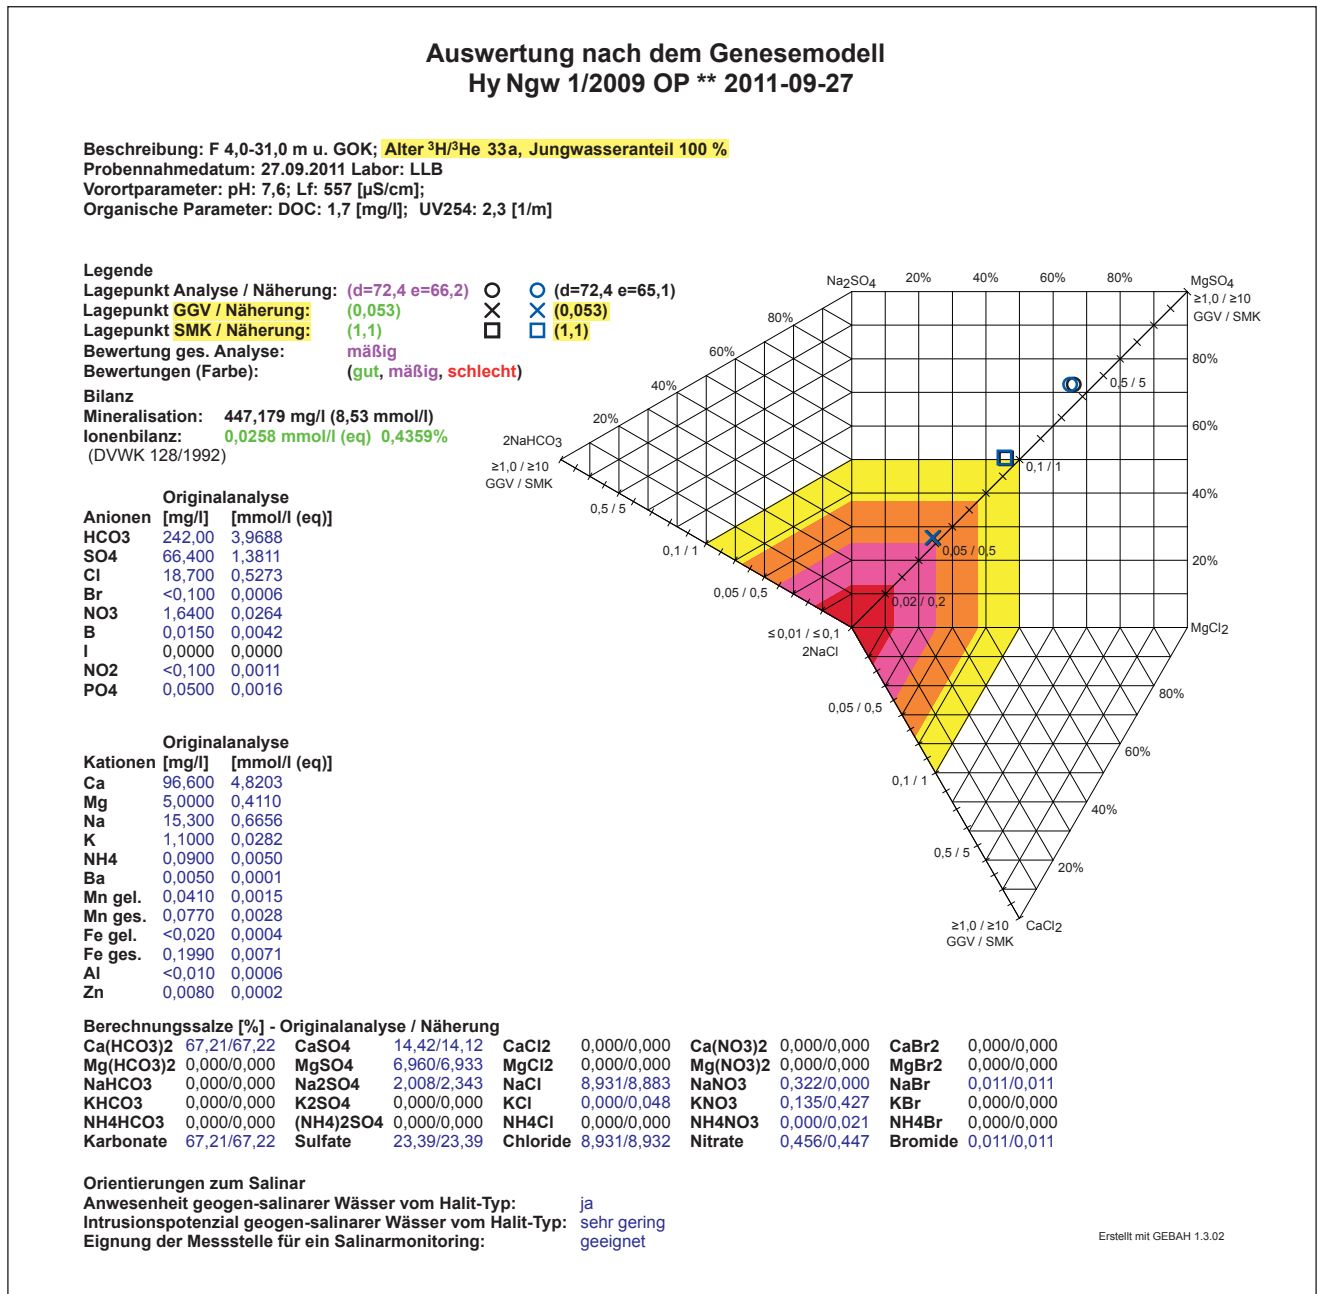 Auswertung nach dem Genesemodell
Hy Ngw 1/2009 OP ** 2011-09-27
Beschreibung: F 4,0-31,0 m u. GOK; Alter ³H/³He 33a, Jungwasseranteil 100 %
Probennahmedatum: 27.09.2011 Labor: LLB
Vorortparameter: pH: 7,6; Lf: 557 [µS/cm];
Organische Parameter: DOC: 1,7 [mg/l]; UV254: 2,3 [1/m]
Legende
Lagepunkt Analyse / Näherung: (d=72,4 e=66,2) (d=72,4 e=65,1)
Lagepunkt GGV / Näherung: (0,053) (0,053)
Lagepunkt SMK / Näherung: (1,1) (1,1)
Bewertung ges. Analyse: mäßig
Bewertungen (Farbe): (gut, mäßig, schlecht)
Bilanz
Mineralisation: 447,179 mg/l (8,53 mmol/l)
Ionenbilanz: 0,0258 mmol/l (eq) 0,4359%
(DVWK 128/1992)
Originalanalyse
Anionen [mg/l] [mmol/l (eq)]
HCO3 242,00 3,9688
SO4 66,400 1,3811
Cl 18,700 0,5273
Br <0,100 0,0006
NO3 1,6400 0,0264
B 0,0150 0,0042
I 0,0000 0,0000
NO2 <0,100 0,0011
PO4 0,0500 0,0016
Originalanalyse
Kationen [mg/l] [mmol/l (eq)]
Ca 96,600 4,8203
Mg 5,0000 0,4110
Na 15,300 0,6656
K 1,1000 0,0282
NH4 0,0900 0,0050
Ba 0,0050 0,0001
Mn gel. 0,0410 0,0015
Mn ges. 0,0770 0,0028
Fe gel. <0,020 0,0004
Fe ges. 0,1990 0,0071
Al <0,010 0,0006
Zn 0,0080 0,0002
Na₂SO₄ 20% 40% 60% 80% MgSO₄
≥1,0 / ≥10
GGV / SMK
80%
60%
40%
20%
2NaHCO₃
≥1,0 / ≥10
GGV / SMK
0,5 / 5
0,1 / 1
0,05 / 0,5
≤ 0,01 / ≤ 0,1
2NaCl
0,5 / 5
0,1 / 1
0,05 / 0,5
0,02 / 0,2
80%
60%
40%
20%
MgCl₂
80%
60%
40%
20%
0,05 / 0,5
0,1 / 1
0,5 / 5
≥1,0 / ≥10
GGV / SMK
CaCl₂
Berechnungssalze [%] - Originalanalyse / Näherung
Ca(HCO3)2 67,21/67,22 CaSO4 14,42/14,12 CaCl2 0,000/0,000 Ca(NO3)2 0,000/0,000 CaBr2 0,000/0,000
Mg(HCO3)2 0,000/0,000 MgSO4 6,960/6,933 MgCl2 0,000/0,000 Mg(NO3)2 0,000/0,000 MgBr2 0,000/0,000
NaHCO3 0,000/0,000 Na2SO4 2,008/2,343 NaCl 8,931/8,883 NaNO3 0,322/0,000 NaBr 0,011/0,011
KHCO3 0,000/0,000 K2SO4 0,000/0,000 KCl 0,000/0,048 KNO3 0,135/0,427 KBr 0,000/0,000
NH4HCO3 0,000/0,000 (NH4)2SO4 0,000/0,000 NH4Cl 0,000/0,000 NH4NO3 0,000/0,021 NH4Br 0,000/0,000
Karbonate 67,21/67,22 Sulfate 23,39/23,39 Chloride 8,931/8,932 Nitrate 0,456/0,447 Bromide 0,011/0,011
Orientierungen zum Salinar
Anwesenheit geogen-salinarer Wässer vom Halit-Typ: ja
Intrusionspotenzial geogen-salinarer Wässer vom Halit-Typ: sehr gering
Eignung der Messstelle für ein Salinarmonitoring: geeignet
Erstellt mit GEBAH 1.3.02